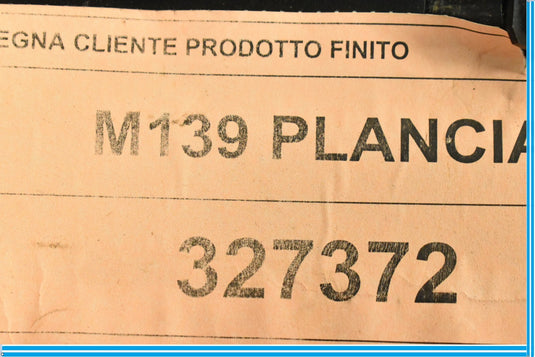 EGNA CLIENTE PRODOTTO FINITO
M139 PLANCIA
327372